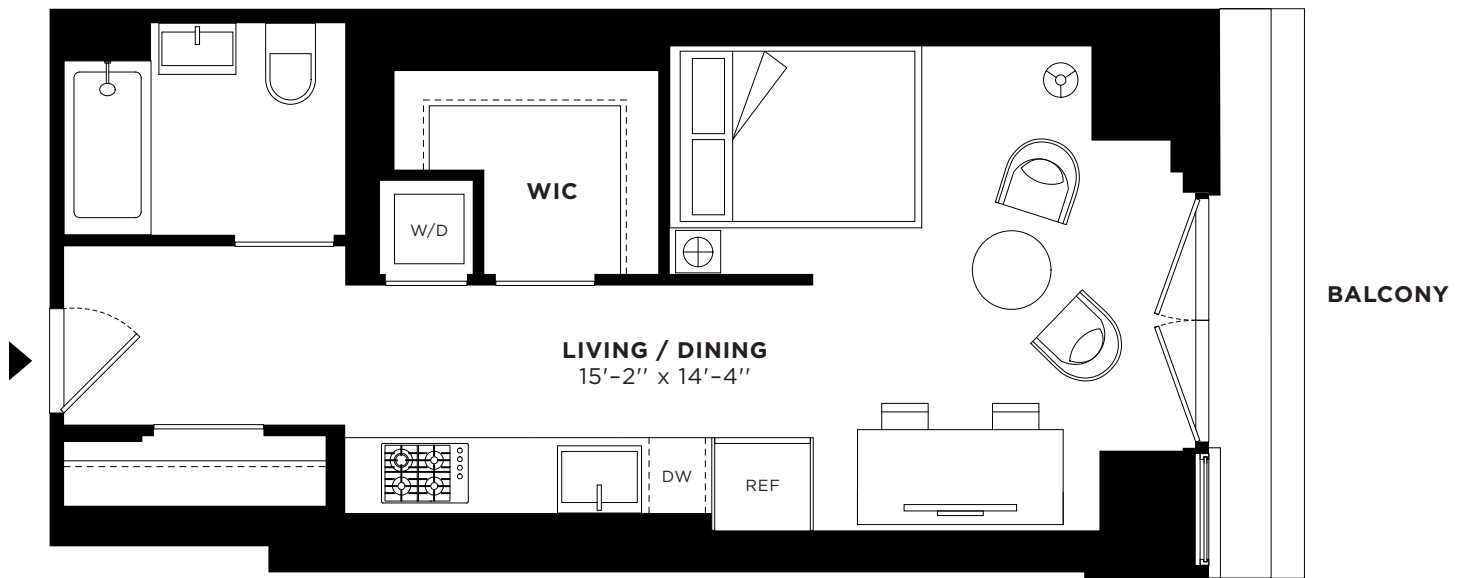 WIC
W/D
BALCONY
LIVING / DINING
15'-2'' x 14'-4''
DW
REF